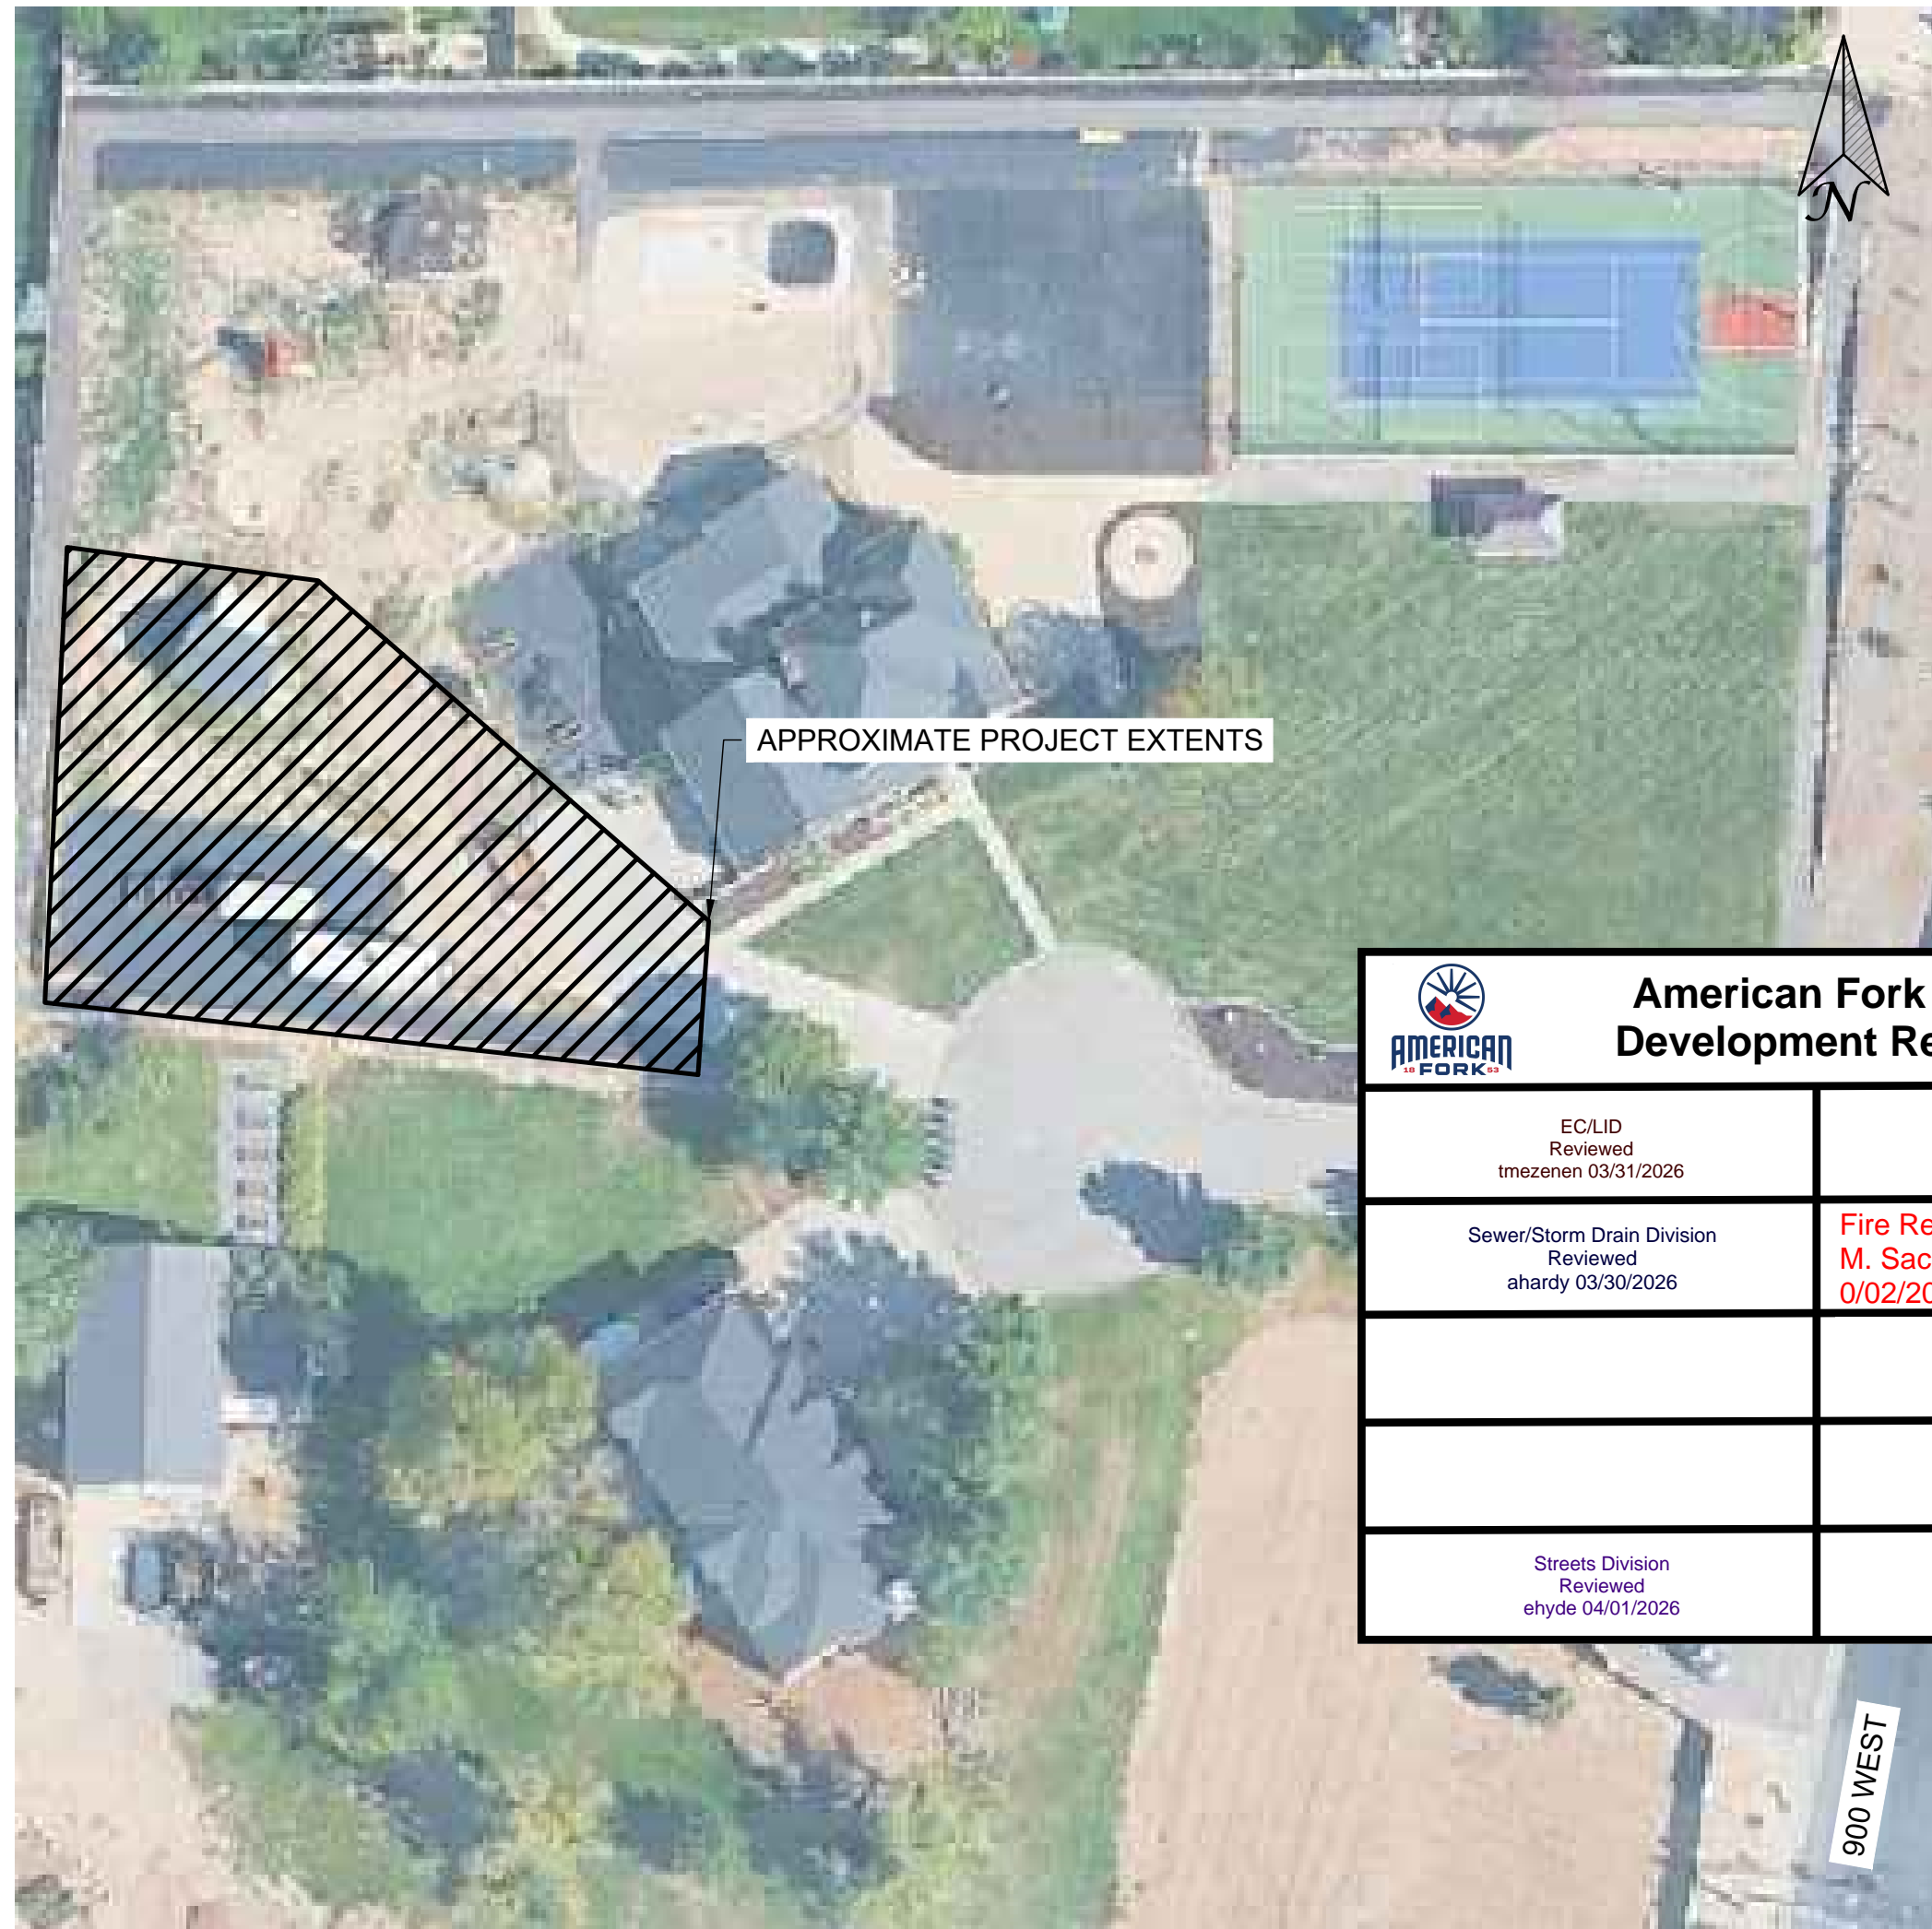 N
APPROXIMATE PROJECT EXTENTS
AMERICAN
18 FORK 53
American Fork
Development Re
EC/LID
Reviewed
tmezenen 03/31/2026
Sewer/Storm Drain Division
Reviewed
ahardy 03/30/2026
Fire Re
M. Sac
0/02/20
Streets Division
Reviewed
ehyde 04/01/2026
900 WEST